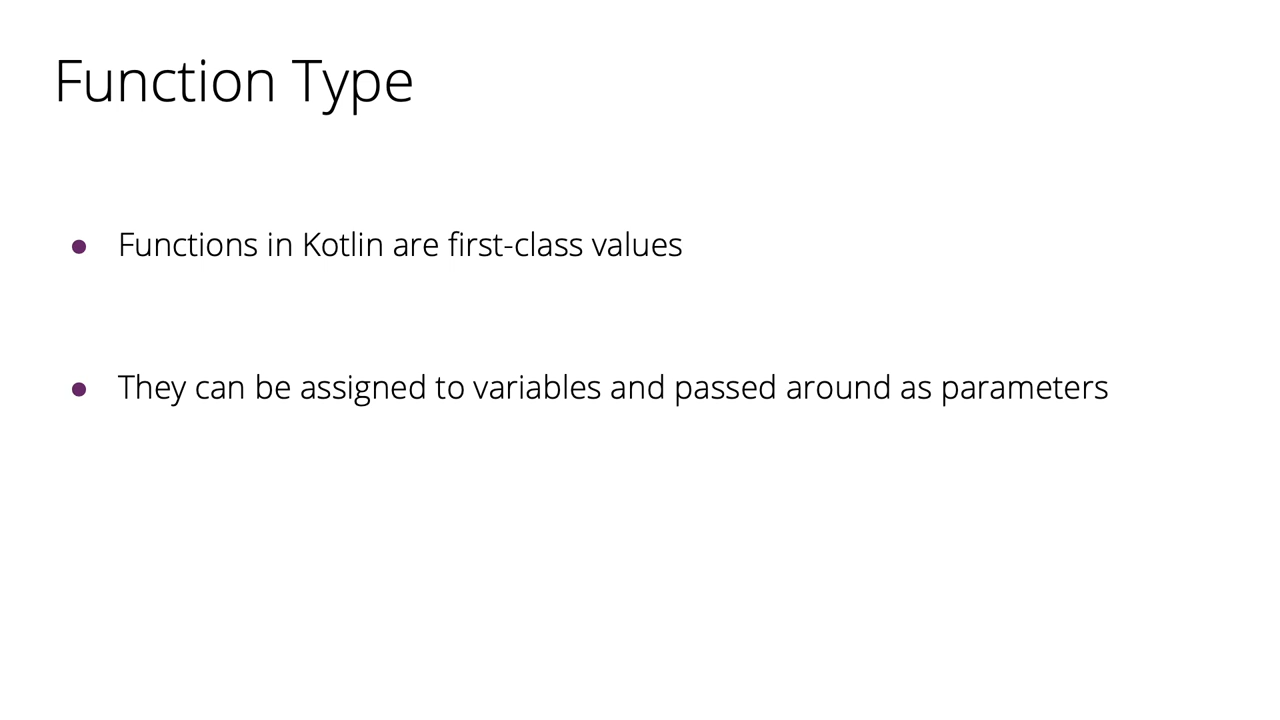 Function Type
● Functions in Kotlin are first-class values
● They can be assigned to variables and passed around as parameters